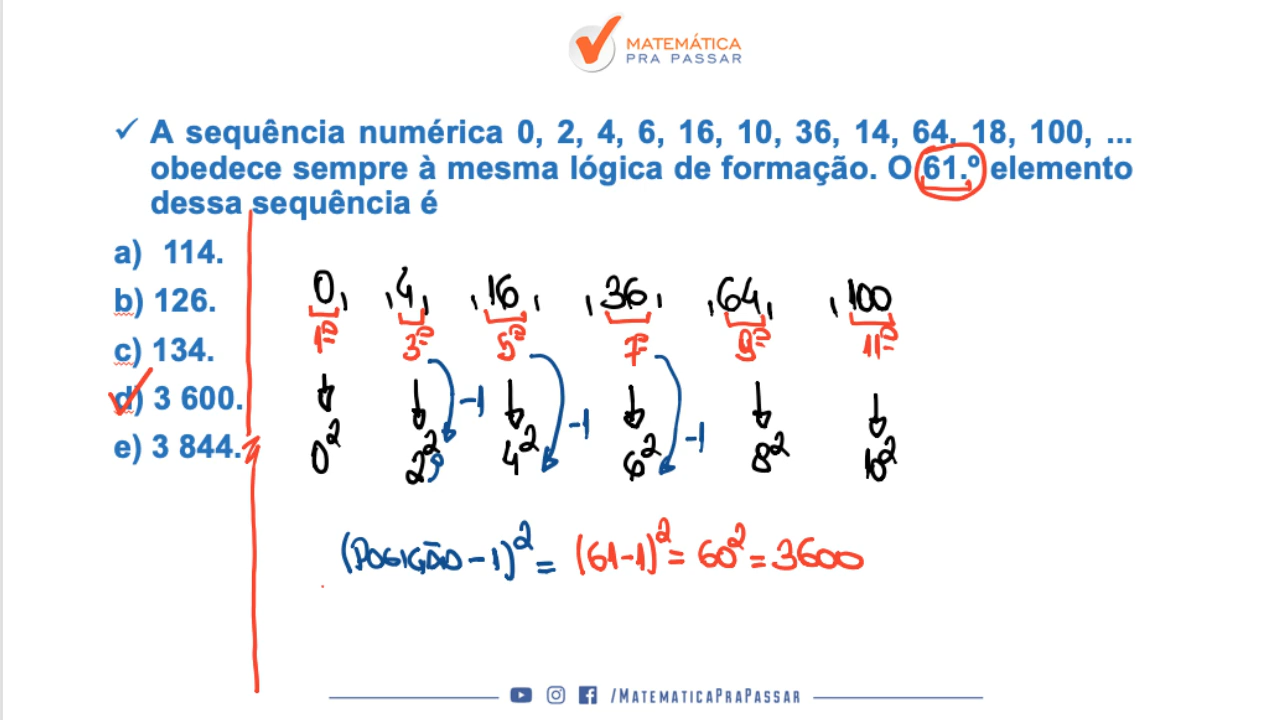 MATEMÁTICA
PRA PASSAR
✓ A sequência numérica 0, 2, 4, 6, 16, 10, 36, 14, 64, 18, 100, ...
obedece sempre à mesma lógica de formação. O 61.º elemento
dessa sequência é
a) 114.
b) 126.
c) 134.
d) 3 600.
e) 3 844.
0, ,4, ,16, ,36, ,64, ,100
1º 3º 5º 7º 9º 11º
-1 -1 -1
0² 2² 4² 6² 8² 10²
(POSIÇÃO - 1)² = (61-1)² = 60² = 3600
/MATEMATICAPRAPASSAR